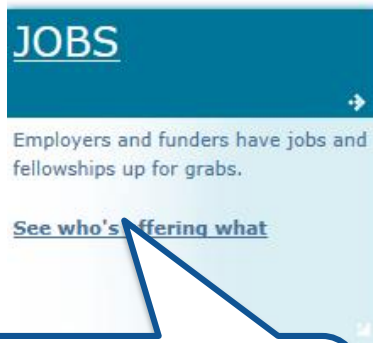 JOBS
Employers and funders have jobs and
fellowships up for grabs.
See who's offering what